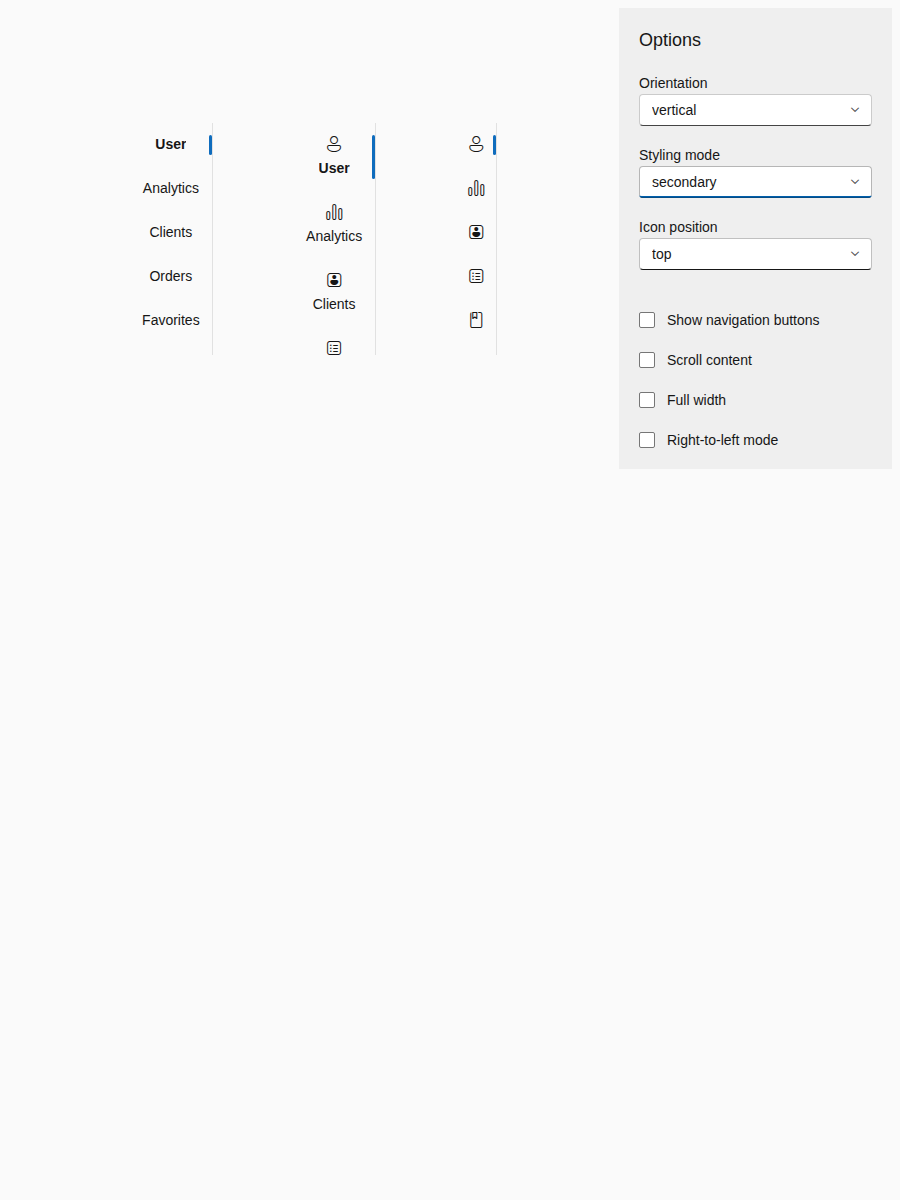 User
Analytics
Clients
Orders
Favorites
User
Analytics
Clients
Options
Orientation
vertical
Styling mode
secondary
Icon position
top
Show navigation buttons
Scroll content
Full width
Right-to-left mode